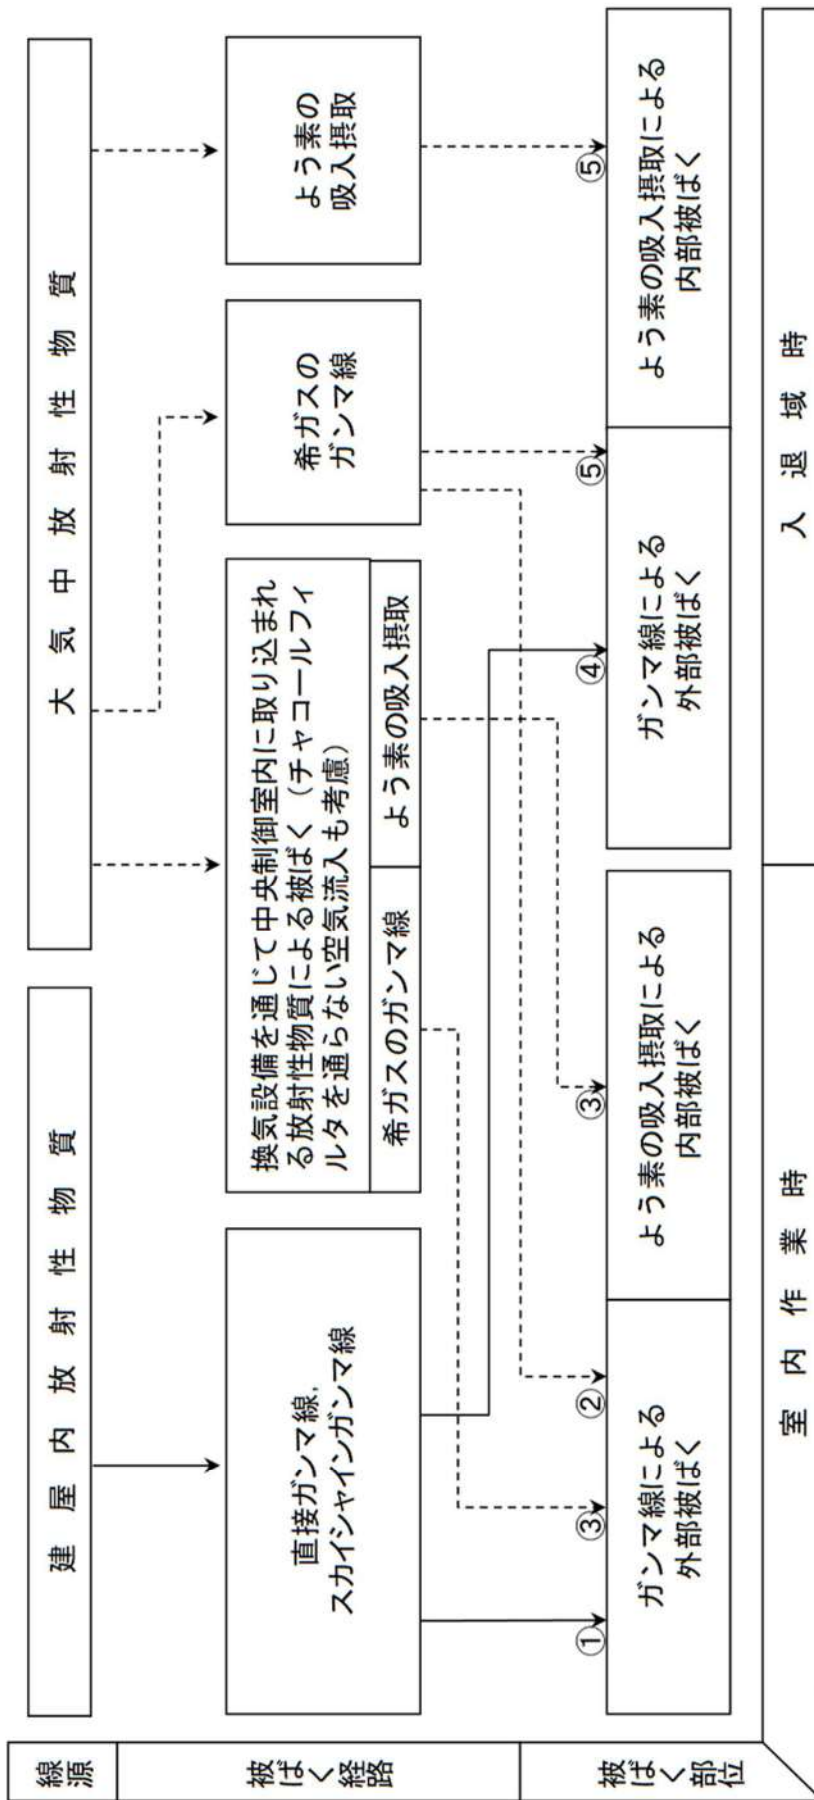 線
源
建屋内放射性物質
大気中放射性物質
被ばく経路
直接ガンマ線,
スカイシャインガンマ線
換気設備を通じて中央制御室内に取り込まれ
る放射性物質による被ばく（チャコールフィ
ルタを通らない空気流入も考慮）
希ガスのガンマ線
よう素の吸入摂取
希ガスの
ガンマ線
よう素の
吸入摂取
①
③
②
③
④
⑤
⑤
被ばく部位
ガンマ線による
外部被ばく
よう素の吸入摂取による
内部被ばく
ガンマ線による
外部被ばく
よう素の吸入摂取による
内部被ばく
室内作業時
入退域時